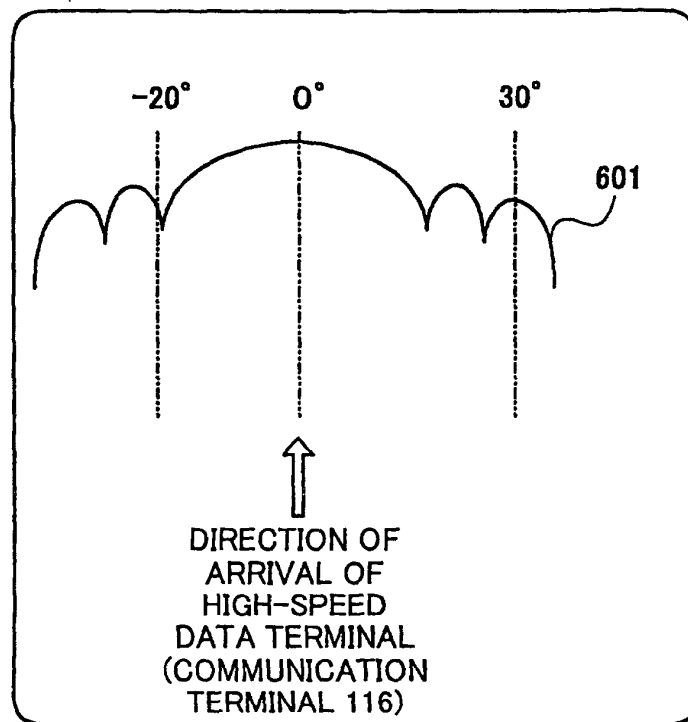 -20° 0° 30°
601
DIRECTION OF
ARRIVAL OF
HIGH-SPEED
DATA TERMINAL
(COMMUNICATION
TERMINAL 116)